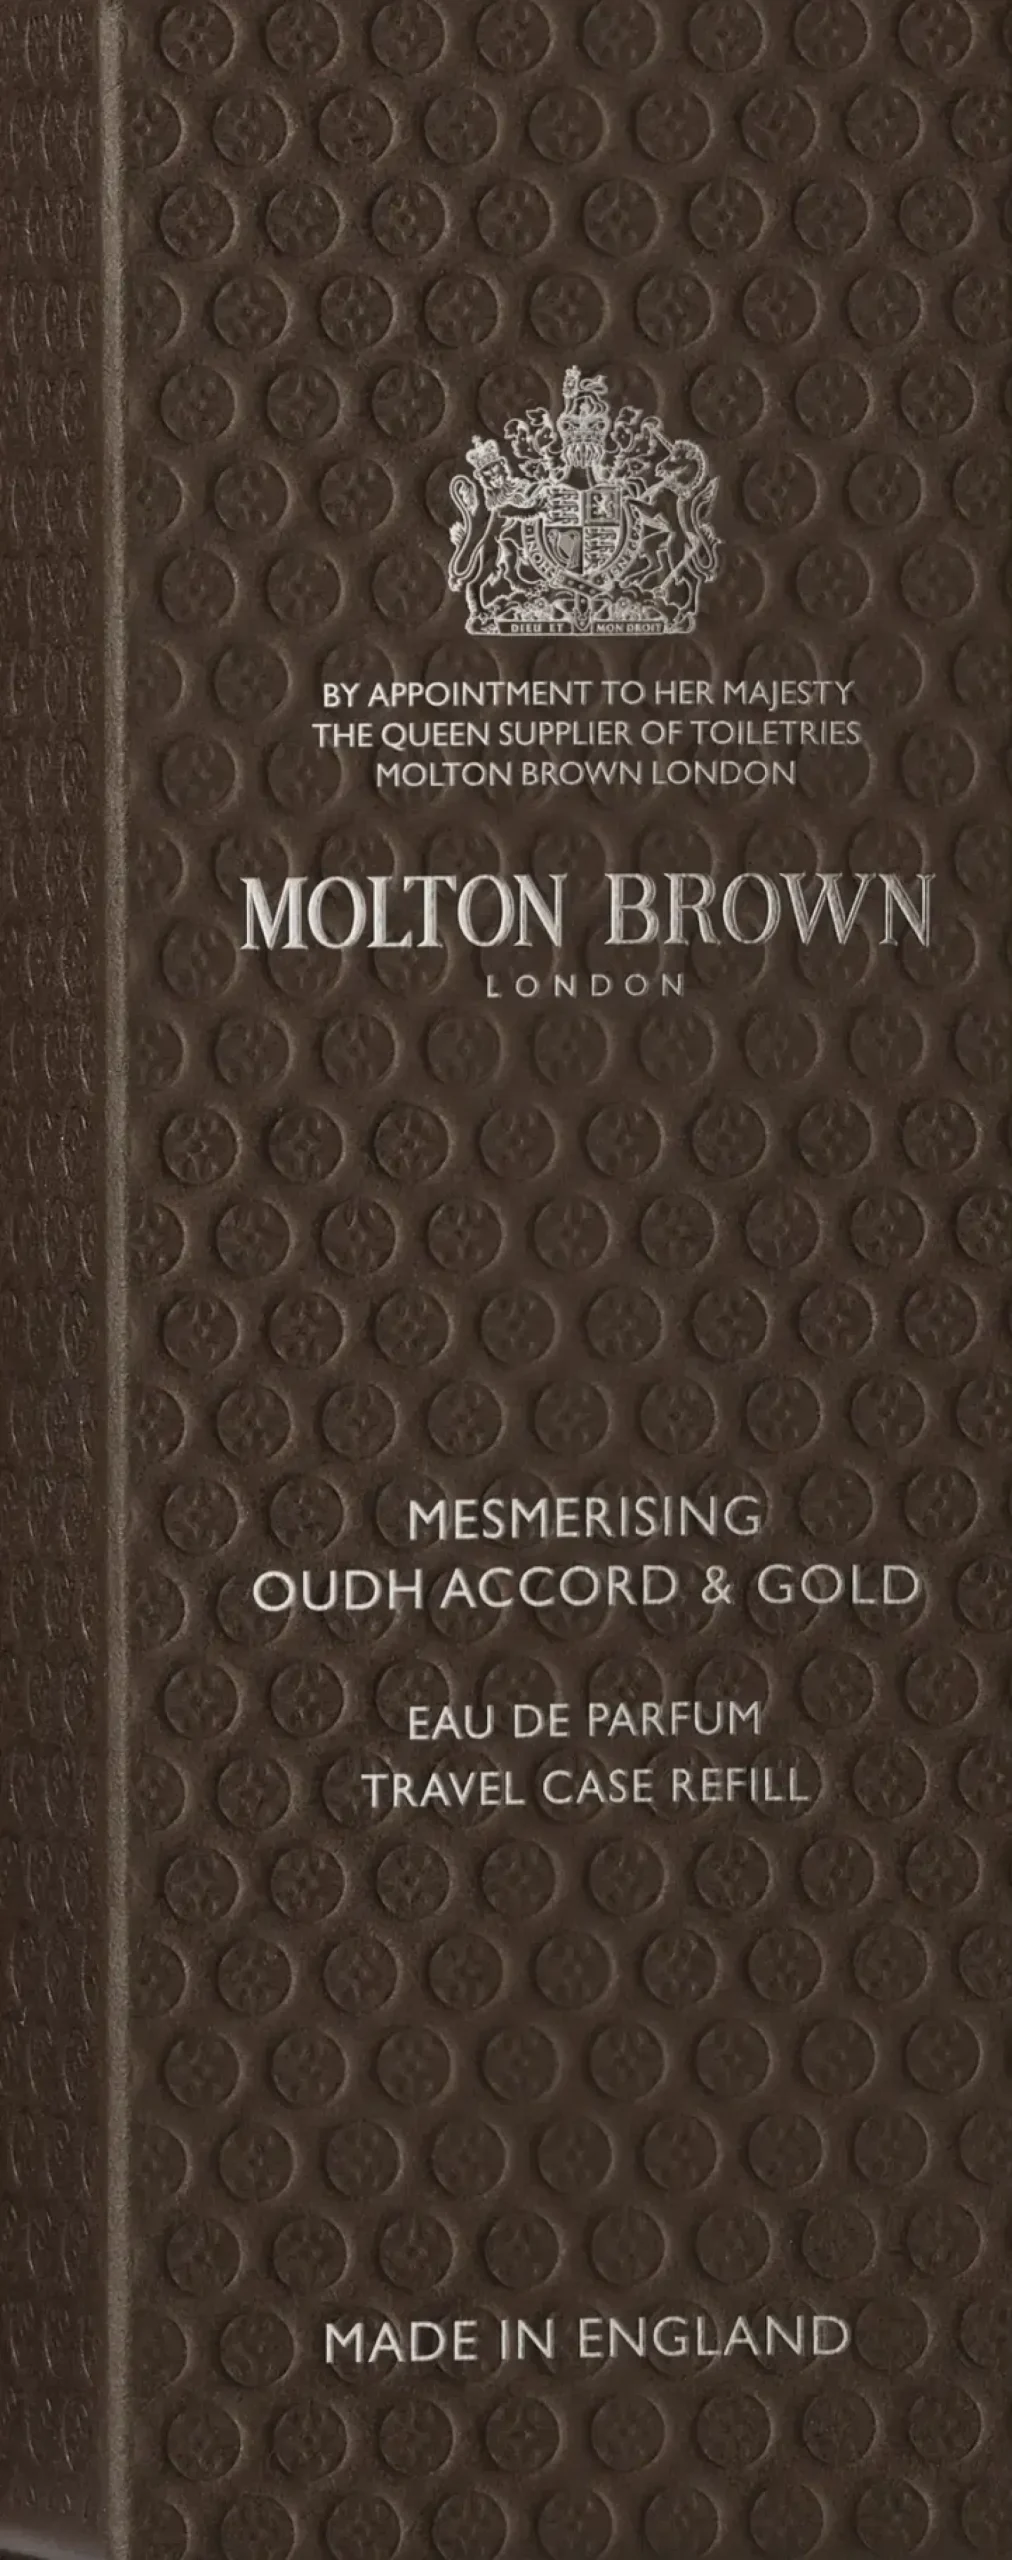 DIEU ET MON DROIT
BY APPOINTMENT TO HER MAJESTY
THE QUEEN SUPPLIER OF TOILETRIES
MOLTON BROWN LONDON
MOLTON BROWN
LONDON
MESMERISING
OUDH ACCORD & GOLD
EAU DE PARFUM
TRAVEL CASE REFILL
MADE IN ENGLAND